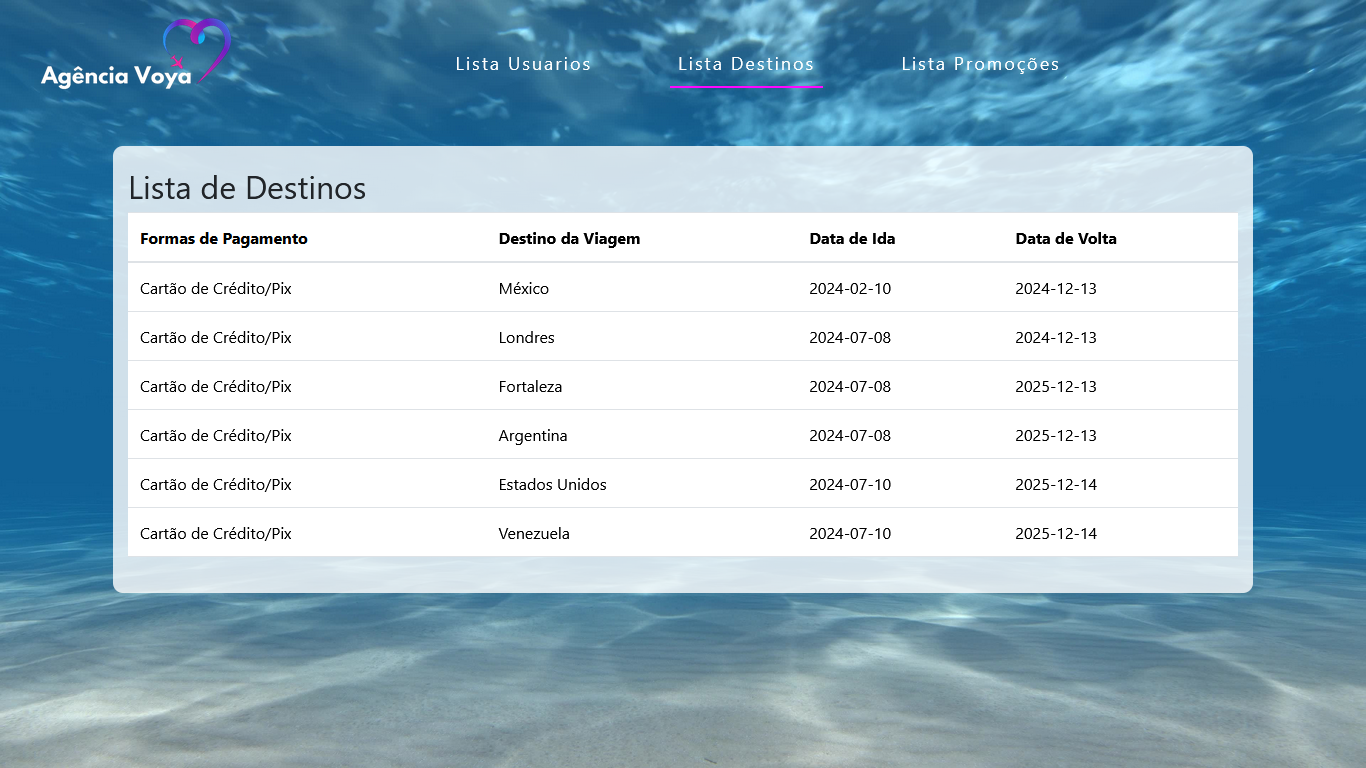 Agência Voya
Lista Usuarios Lista Destinos Lista Promoções
Lista de Destinos
Formas de Pagamento Destino da Viagem Data de Ida Data de Volta
Cartão de Crédito/Pix México 2024-02-10 2024-12-13
Cartão de Crédito/Pix Londres 2024-07-08 2024-12-13
Cartão de Crédito/Pix Fortaleza 2024-07-08 2025-12-13
Cartão de Crédito/Pix Argentina 2024-07-08 2025-12-13
Cartão de Crédito/Pix Estados Unidos 2024-07-10 2025-12-14
Cartão de Crédito/Pix Venezuela 2024-07-10 2025-12-14